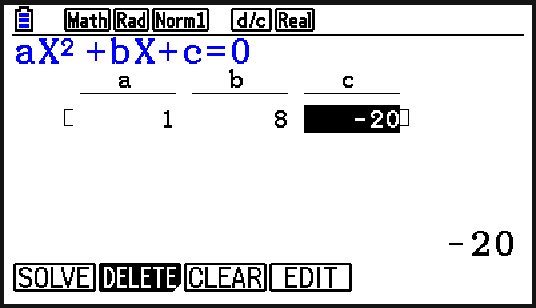 Math Rad Norm1 d/c Real
aX² +bX+c=0
a b c
1 8 -20
-20
SOLVE DELETE CLEAR EDIT